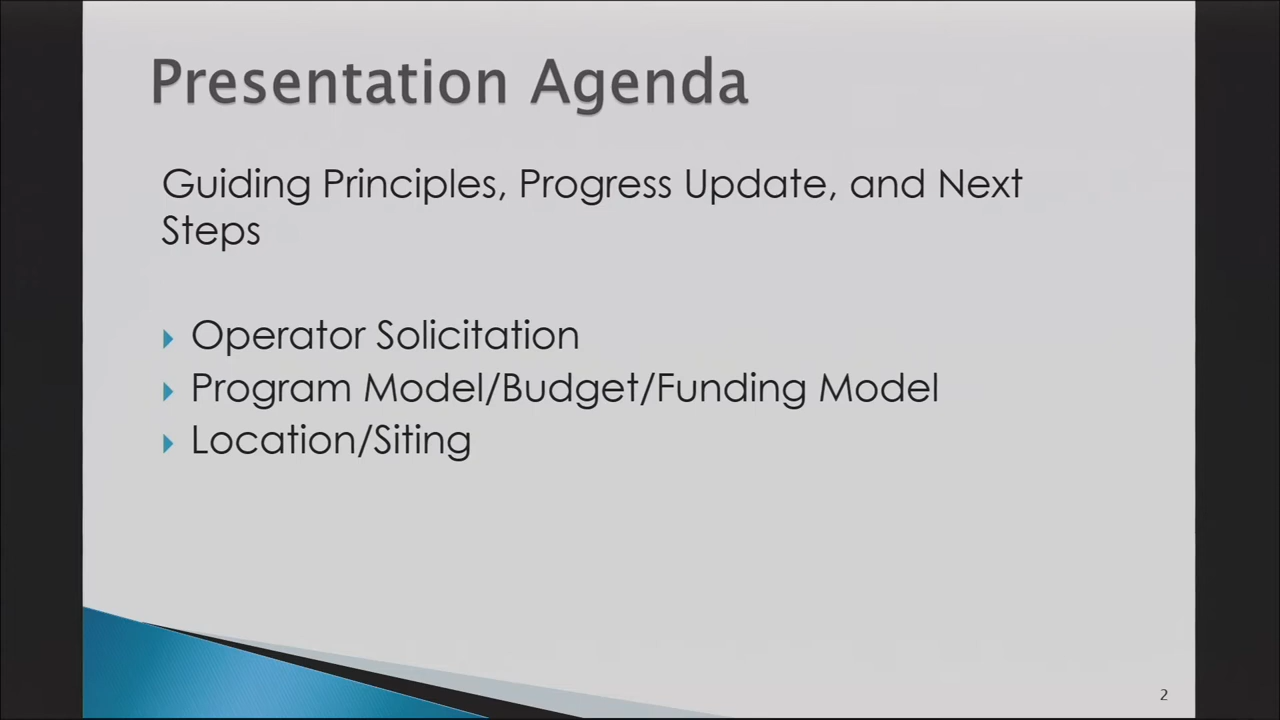 Presentation Agenda
Guiding Principles, Progress Update, and Next
Steps
Operator Solicitation
Program Model/Budget/Funding Model
Location/Siting
2